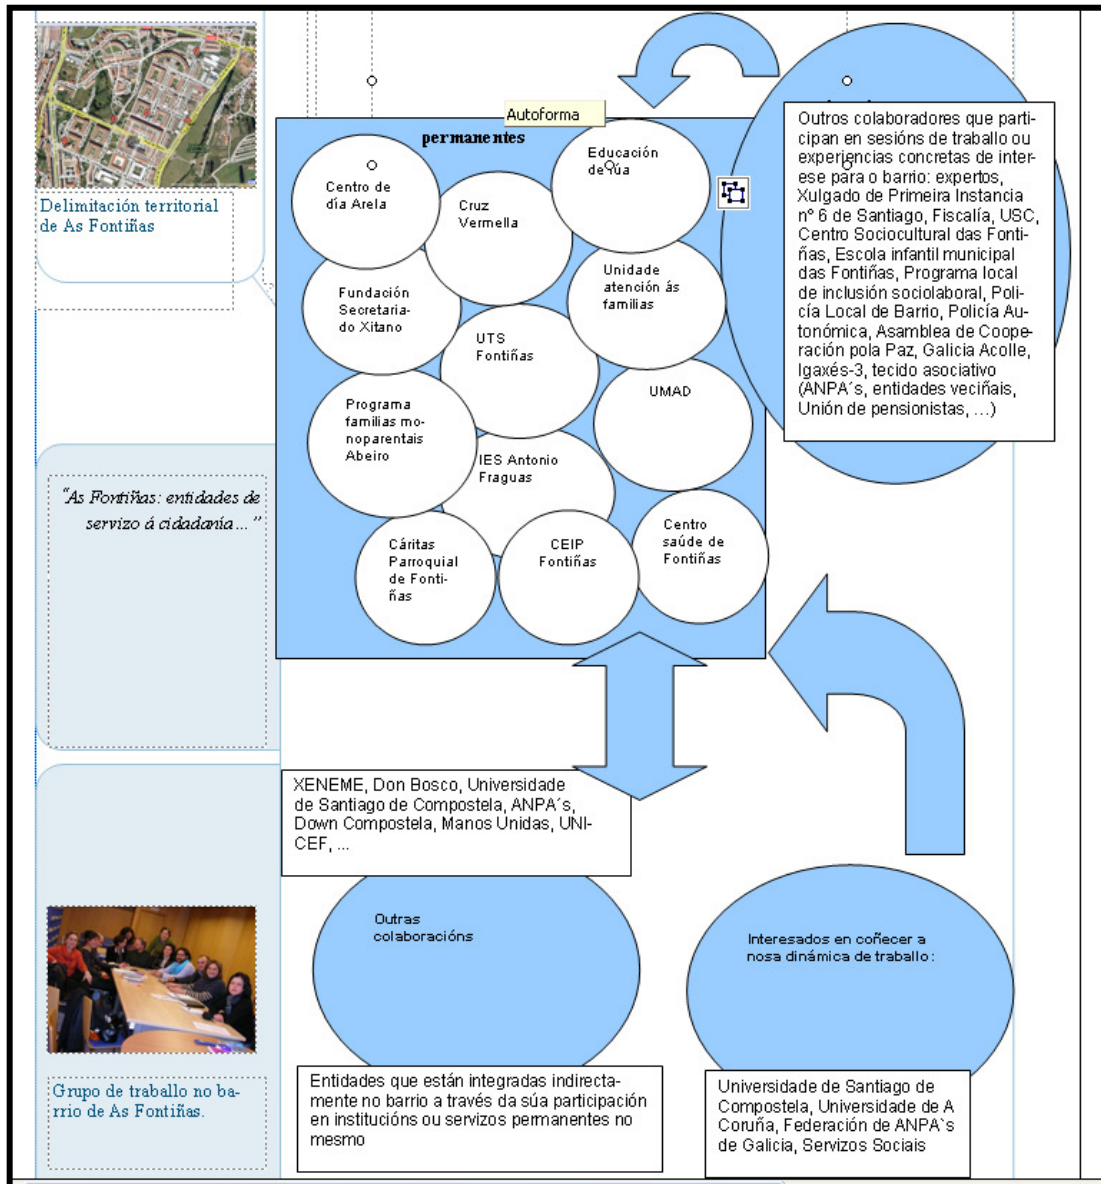 Delimitación territorial
de As Fontiñas
"As Fontiñas: entidades de
servizo á cidadanía..."
Grupo de traballo no ba-
rrio de As Fontiñas.
Autoforma
permanentes
Centro de
día Arela
Cruz
Vermella
Educación
de rúa
Fundación
Secretaria-
do Xitano
Unidade
atención ás
familias
UTS
Fontiñas
Programa
familias mo-
noparentais
Abeiro
UMAD
IES Antonio
Fraguas
Cáritas
Parroquial
de Fonti-
ñas
CEIP
Fontiñas
Centro
saúde de
Fontiñas
Outros colaboradores que parti-
cipan en sesións de traballo ou
experiencias concretas de inter-
ese para o barrio: expertos,
Xulgado de Primeira Instancia
nº 6 de Santiago, Fiscalía, USC,
Centro Sociocultural das Fonti-
ñas, Escola infantil municipal
das Fontiñas, Programa local
de inclusión sociolaboral, Poli-
cía Local de Barrio, Policía Au-
tonómica, Asamblea de Coope-
ración pola Paz, Galicia Acolle,
Igaxés-3, tecido asociativo
(ANPA´s, entidades veciñais,
Unión de pensionistas, ...)
XENEME, Don Bosco, Universidade
de Santiago de Compostela, ANPA´s,
Down Compostela, Manos Unidas, UNI-
CEF, ...
Outras
colaboracións
Entidades que están integradas indirecta-
mente no barrio a través da súa participación
en institucións ou servizos permanentes no
mesmo
Interesados en coñecer a
nosa dinámica de traballo:
Universidade de Santiago de
Compostela, Universidade de A
Coruña, Federación de ANPA`s
de Galicia, Servizos Sociais